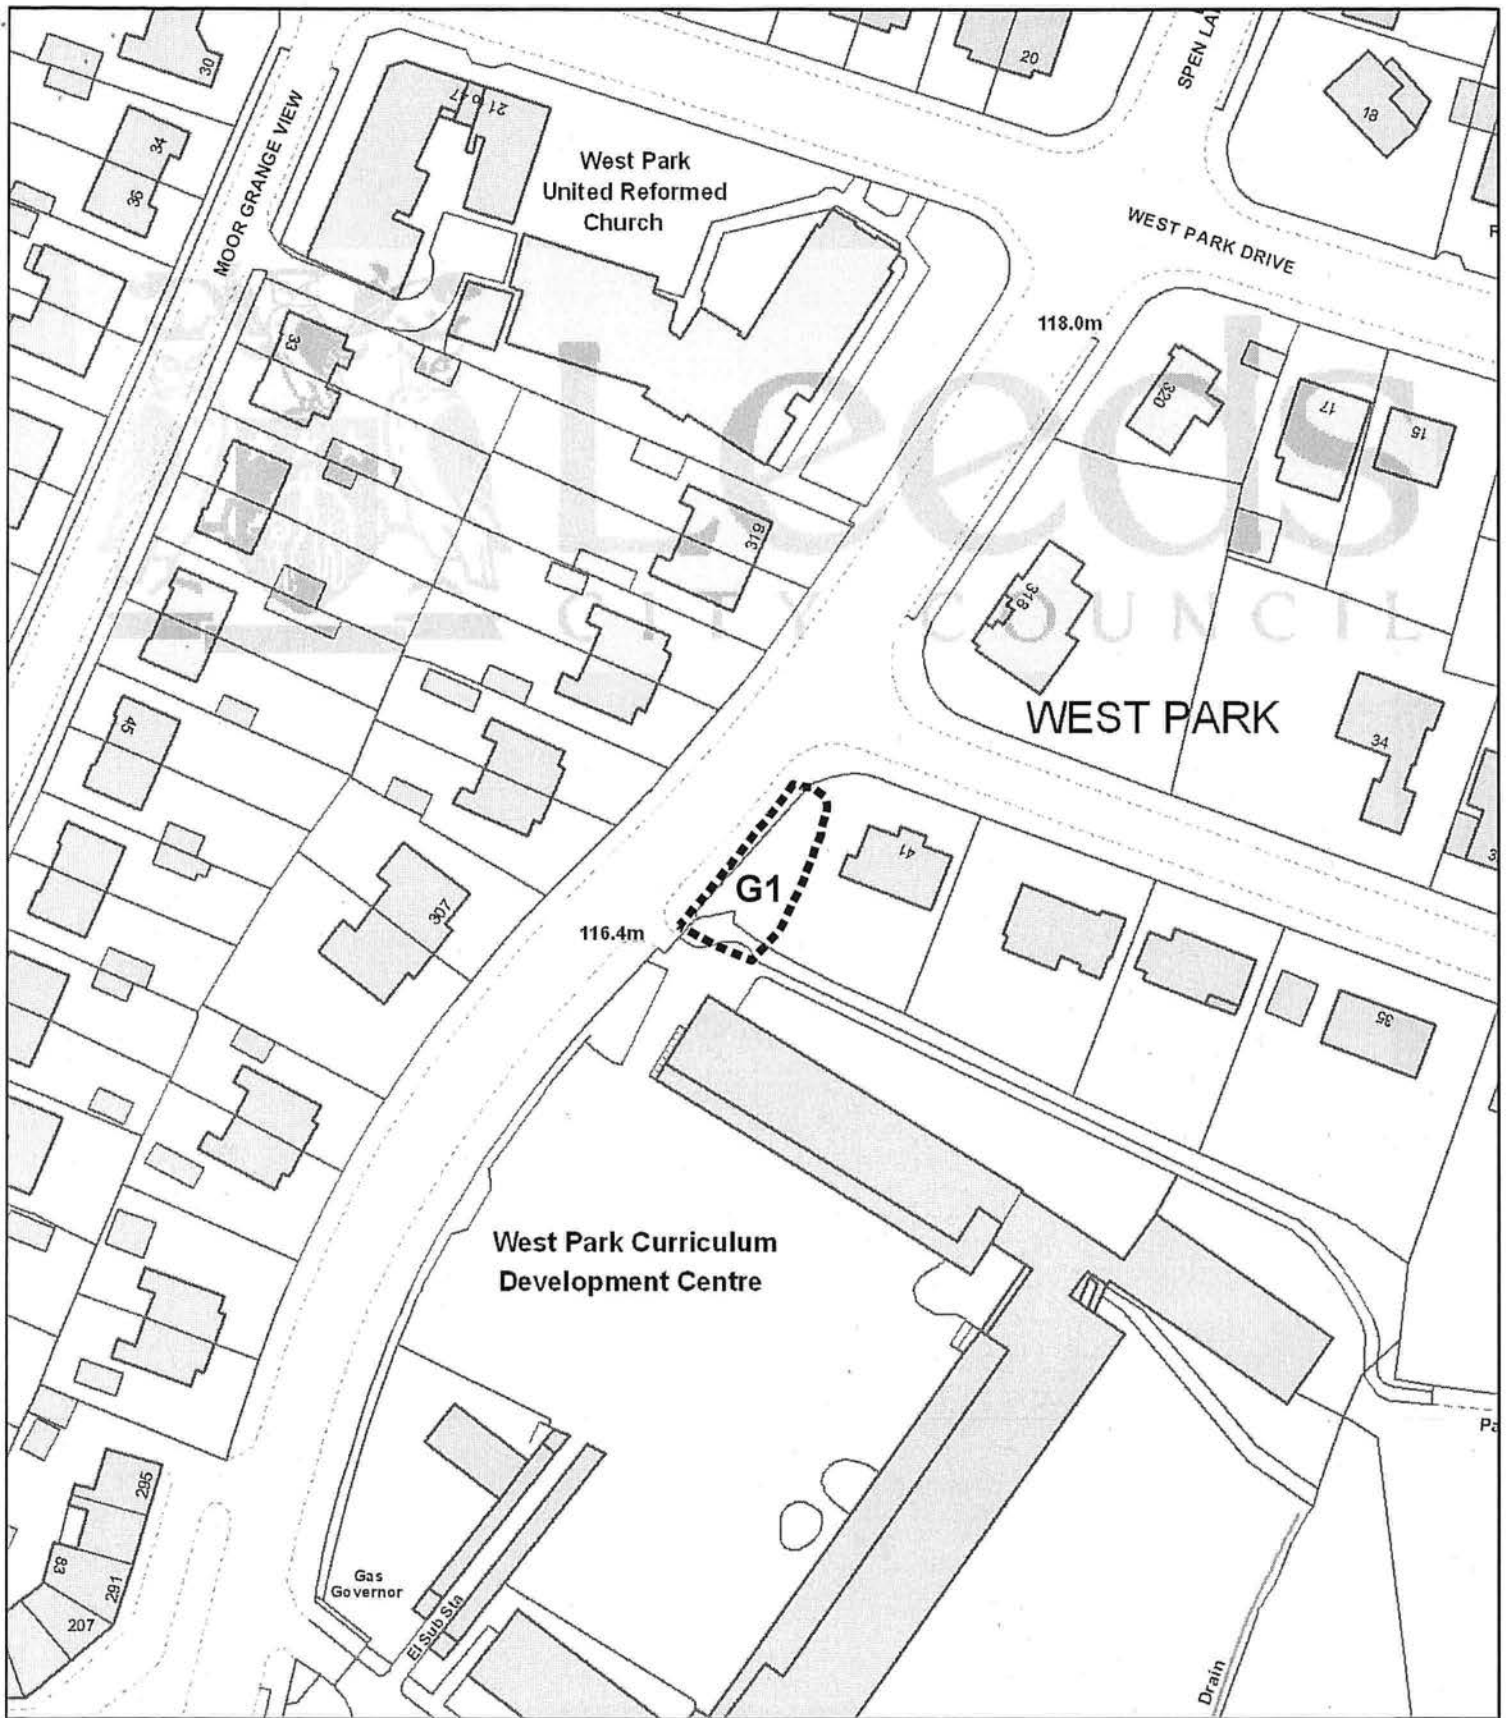 30
20
SPEN LA
18
21 to 47
34
36
MOOR GRANGE VIEW
West Park
United Reformed
Church
WEST PARK DRIVE
118.0m
33
320
17
15
Leeds
CITY COUNCIL
319
318
WEST PARK
34
45
41
G1
307
116.4m
35
West Park Curriculum
Development Centre
295
83
291
207
Gas
Governor
El Sub Sta
Drain